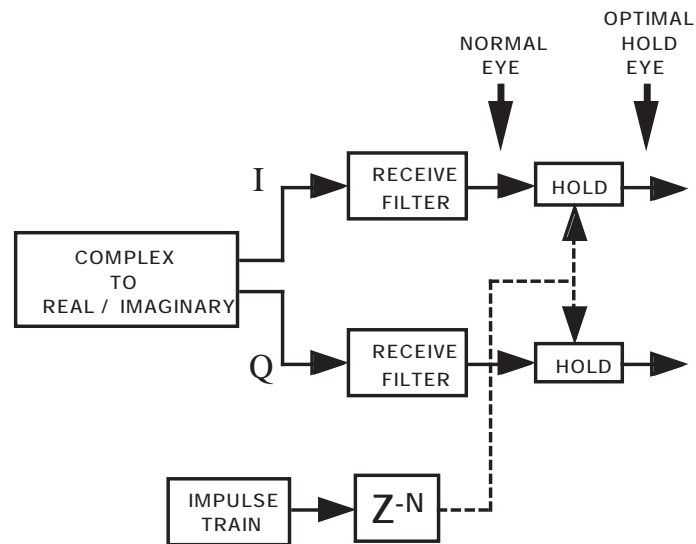 NORMAL
EYE
OPTIMAL
HOLD
EYE
I
RECEIVE
FILTER
HOLD
COMPLEX
TO
REAL / IMAGINARY
Q
RECEIVE
FILTER
HOLD
IMPULSE
TRAIN
Z-N